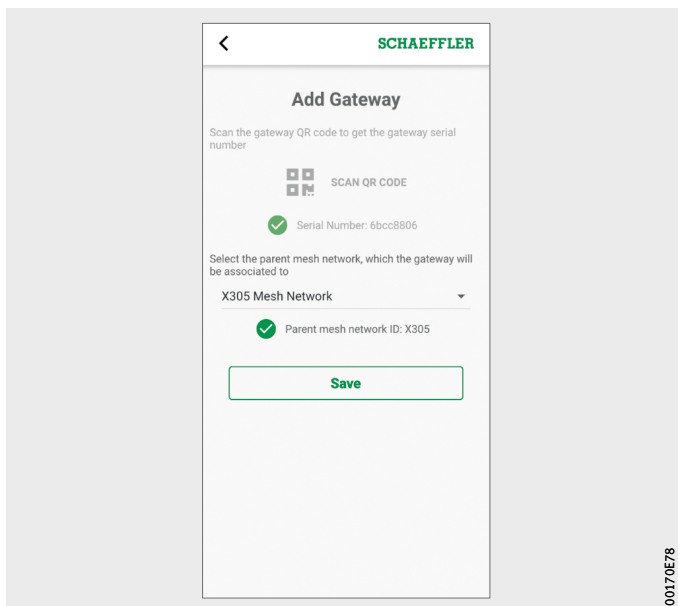 SCHAEFFLER
Add Gateway
Scan the gateway QR code to get the gateway serial
number
SCAN QR CODE
Serial Number: 6bcc8806
Select the parent mesh network, which the gateway will
be associated to
X305 Mesh Network
Parent mesh network ID: X305
Save
00170E78